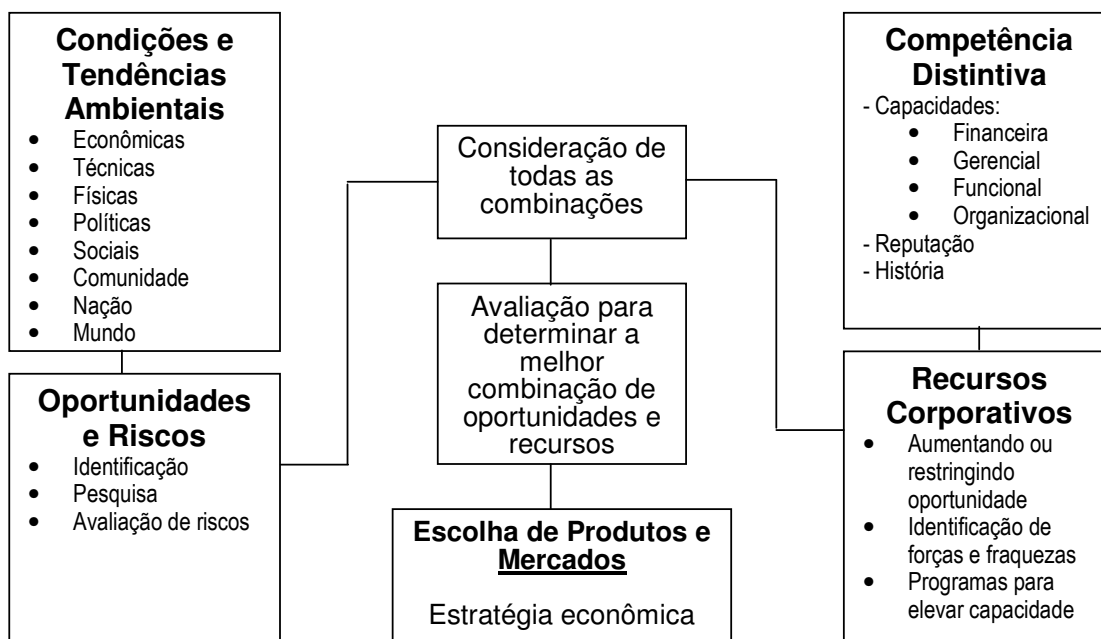 Condições e
Tendências
Ambientais
• Econômicas
• Técnicas
• Físicas
• Políticas
• Sociais
• Comunidade
• Nação
• Mundo
Oportunidades
e Riscos
• Identificação
• Pesquisa
• Avaliação de riscos
Consideração de
todas as
combinações
Avaliação para
determinar a
melhor
combinação de
oportunidades e
recursos
Escolha de Produtos e
Mercados
Estratégia econômica
Competência
Distintiva
- Capacidades:
• Financeira
• Gerencial
• Funcional
• Organizacional
- Reputação
- História
Recursos
Corporativos
• Aumentando ou
restringindo
oportunidade
• Identificação de
forças e fraquezas
• Programas para
elevar capacidade